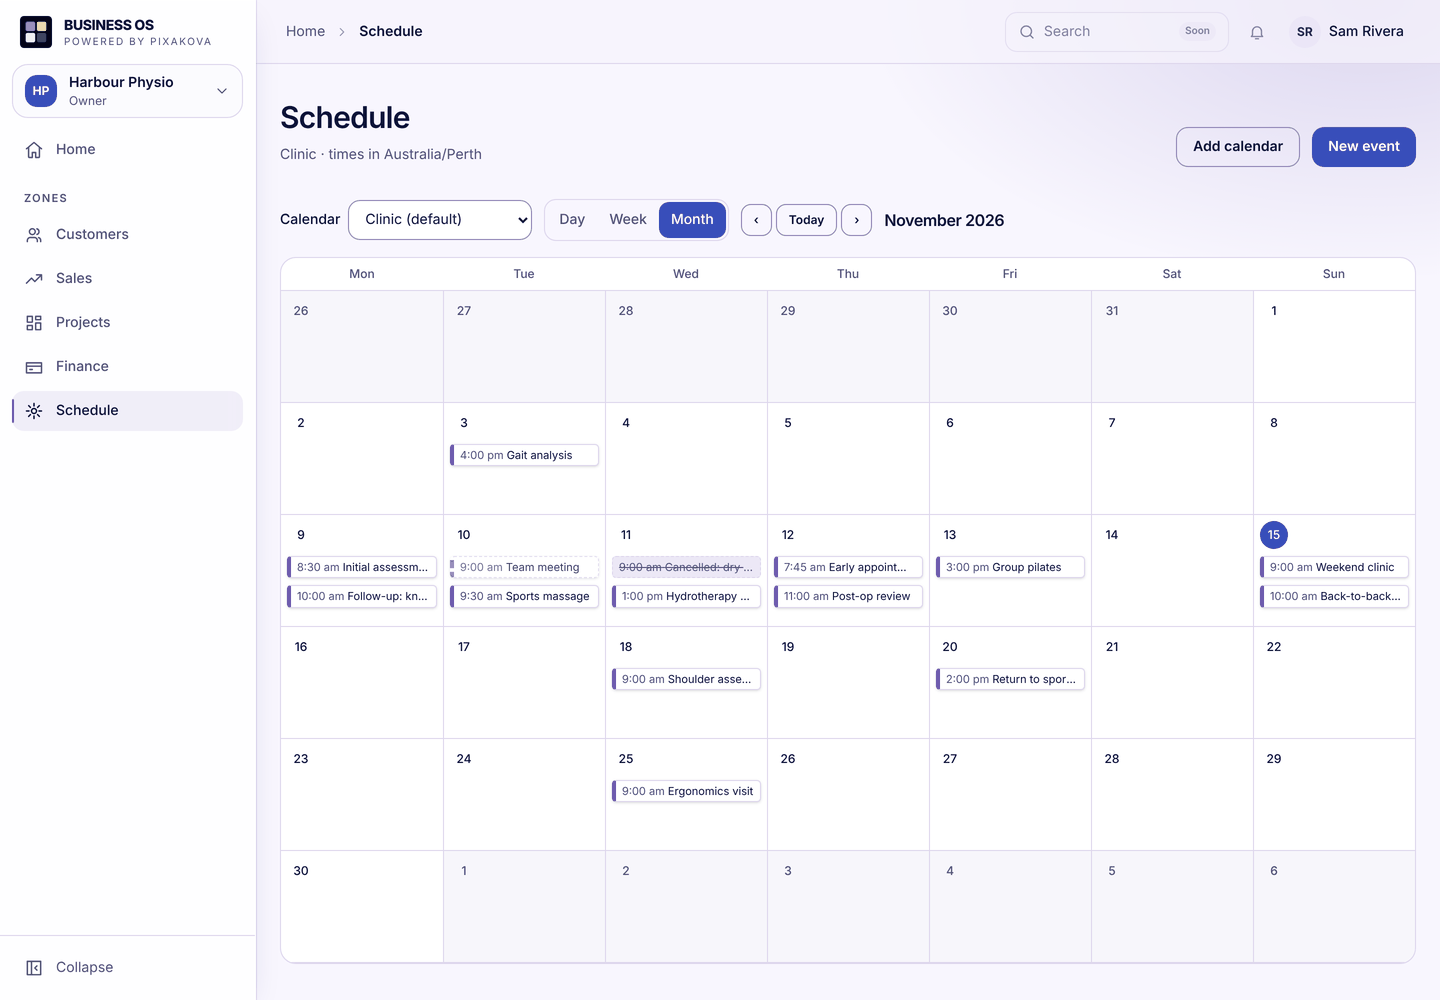 BUSINESS OS
POWERED BY PIXAKOVA
HP
Harbour Physio
Owner
Home
ZONES
Customers
Sales
Projects
Finance
Schedule
Collapse
Home › Schedule
Search Soon
SR Sam Rivera
Schedule
Clinic · times in Australia/Perth
Add calendar
New event
Calendar Clinic (default) Day Week Month ‹ Today › November 2026
Mon Tue Wed Thu Fri Sat Sun
26 27 28 29 30 31 1
2 3 4 5 6 7 8
4:00 pm Gait analysis
9 10 11 12 13 14 15
8:30 am Initial assessm... 9:00 am Team meeting 9:00 am Cancelled: dry ... 7:45 am Early appoint... 3:00 pm Group pilates 9:00 am Weekend clinic
10:00 am Follow-up: kn... 9:30 am Sports massage 1:00 pm Hydrotherapy ... 11:00 am Post-op review 10:00 am Back-to-back...
16 17 18 19 20 21 22
9:00 am Shoulder asse... 2:00 pm Return to spor...
23 24 25 26 27 28 29
9:00 am Ergonomics visit
30 1 2 3 4 5 6